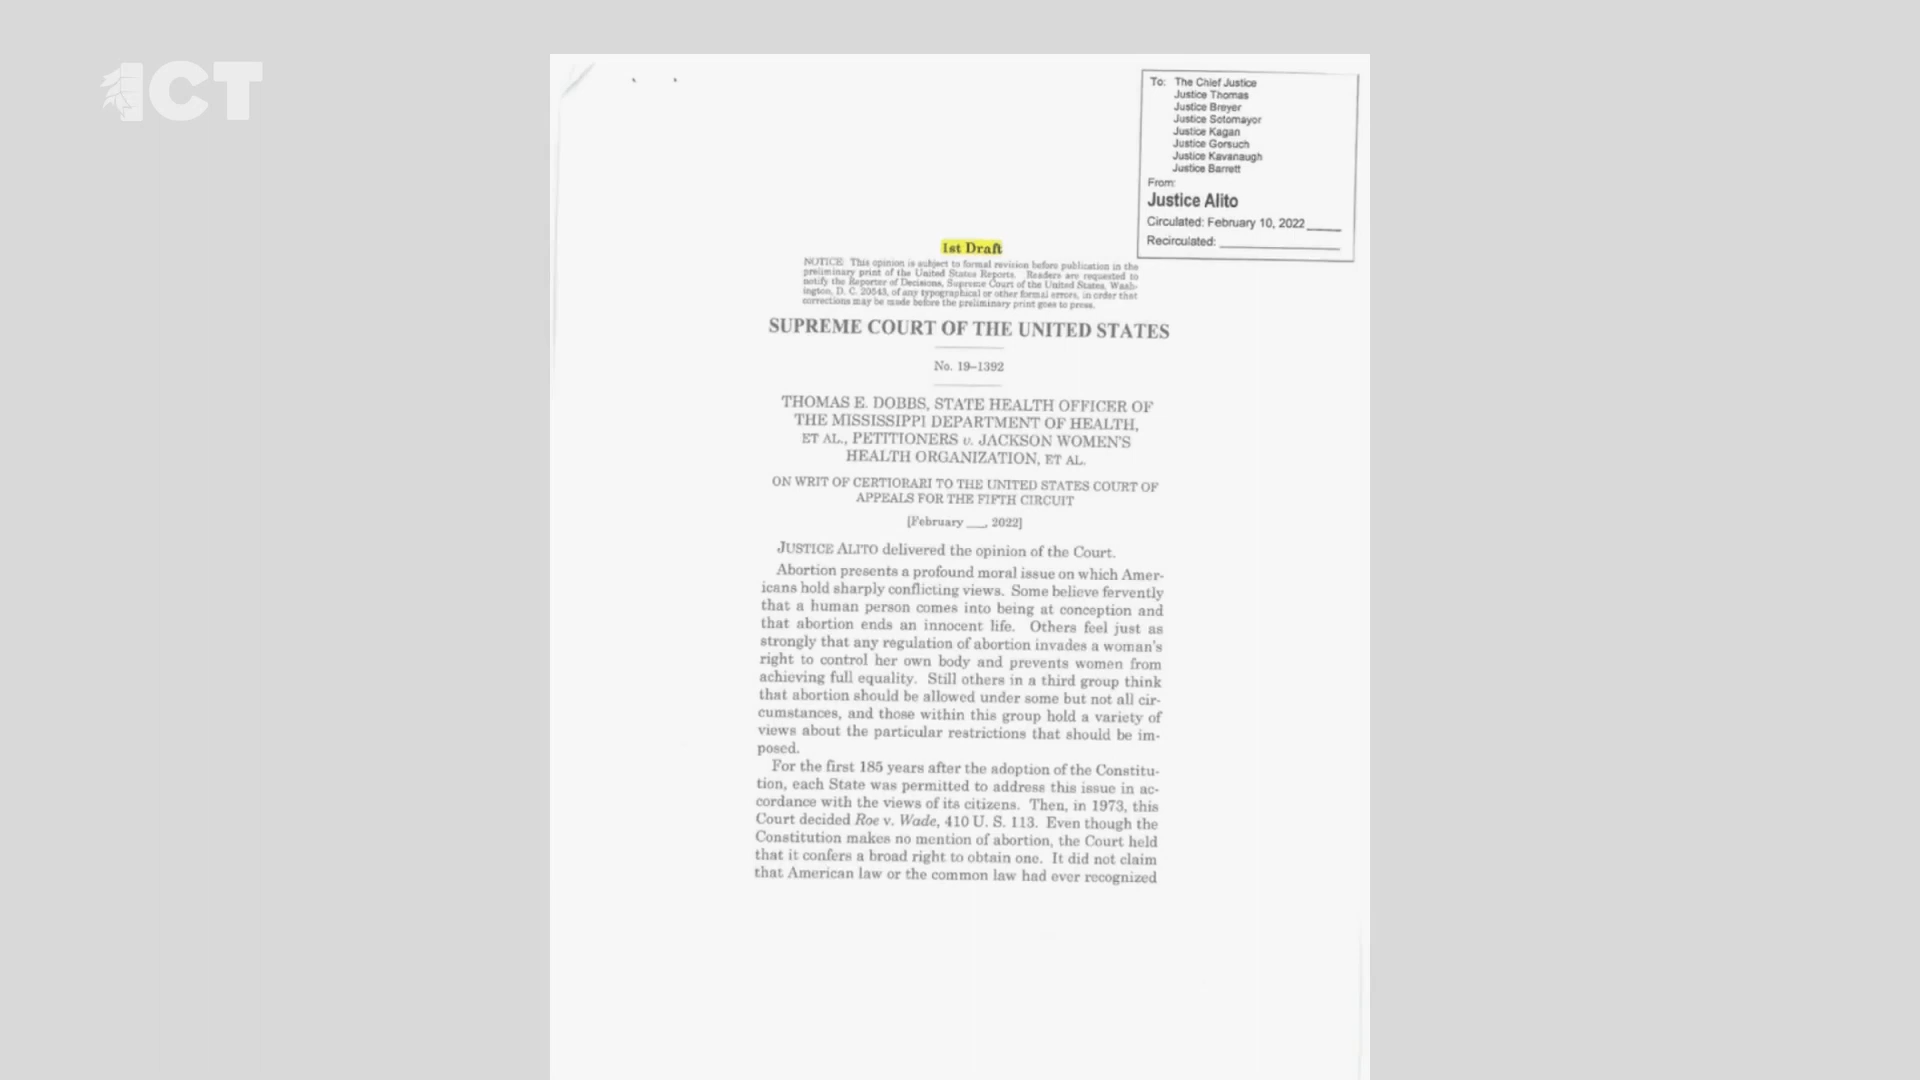 ICT
To: The Chief Justice
Justice Thomas
Justice Breyer
Justice Sotomayor
Justice Kagan
Justice Gorsuch
Justice Kavanaugh
Justice Barrett
From:
Justice Alito
Circulated: February 10, 2022____
Recirculated: ____________
1st Draft
NOTICE: This opinion is subject to formal revision before publication in the
preliminary print of the United States Reports. Readers are requested to
notify the Reporter of Decisions, Supreme Court of the United States, Wash-
ington, D. C. 20543, of any typographical or other formal errors, in order that
corrections may be made before the preliminary print goes to press.
SUPREME COURT OF THE UNITED STATES
No. 19–1392
THOMAS E. DOBBS, STATE HEALTH OFFICER OF
THE MISSISSIPPI DEPARTMENT OF HEALTH,
ET AL., PETITIONERS v. JACKSON WOMEN'S
HEALTH ORGANIZATION, ET AL.
ON WRIT OF CERTIORARI TO THE UNITED STATES COURT OF
APPEALS FOR THE FIFTH CIRCUIT
[February ___, 2022]
JUSTICE ALITO delivered the opinion of the Court.
Abortion presents a profound moral issue on which Amer-
icans hold sharply conflicting views. Some believe fervently
that a human person comes into being at conception and
that abortion ends an innocent life. Others feel just as
strongly that any regulation of abortion invades a woman's
right to control her own body and prevents women from
achieving full equality. Still others in a third group think
that abortion should be allowed under some but not all cir-
cumstances, and those within this group hold a variety of
views about the particular restrictions that should be im-
posed.
For the first 185 years after the adoption of the Constitu-
tion, each State was permitted to address this issue in ac-
cordance with the views of its citizens. Then, in 1973, this
Court decided Roe v. Wade, 410 U. S. 113. Even though the
Constitution makes no mention of abortion, the Court held
that it confers a broad right to obtain one. It did not claim
that American law or the common law had ever recognized